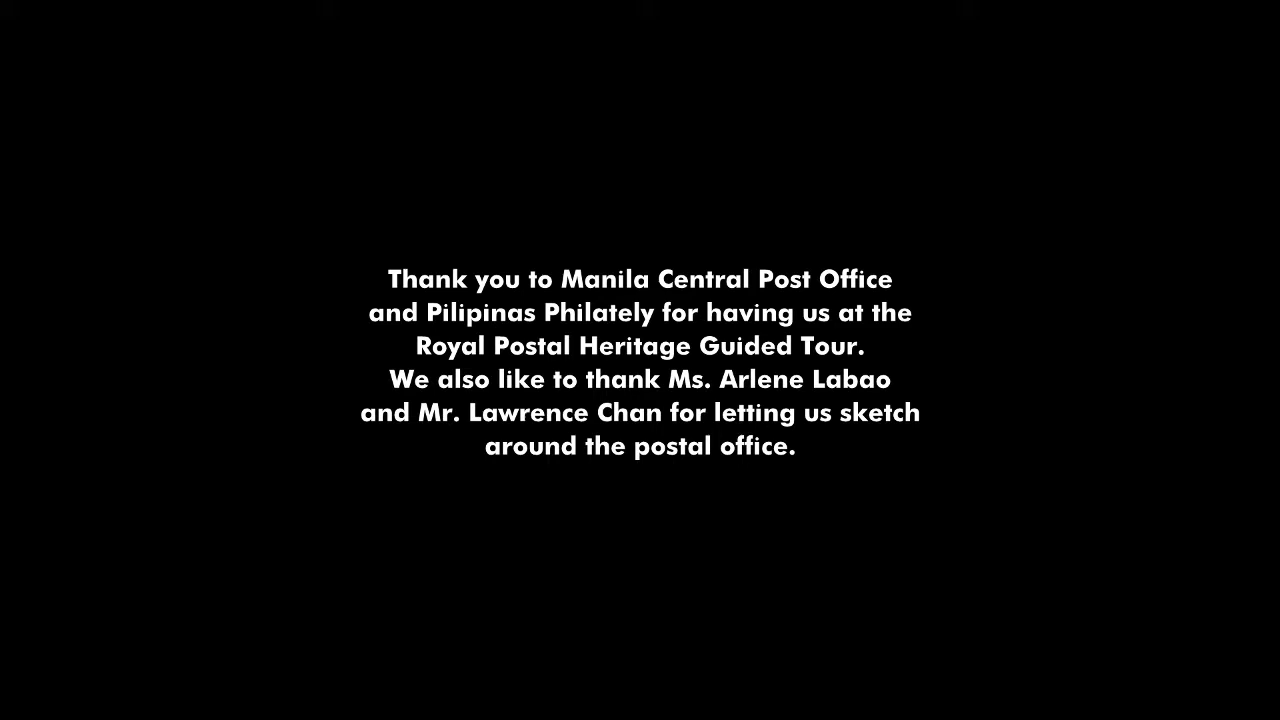 Thank you to Manila Central Post Office
and Pilipinas Philately for having us at the
Royal Postal Heritage Guided Tour.
We also like to thank Ms. Arlene Labao
and Mr. Lawrence Chan for letting us sketch
around the postal office.